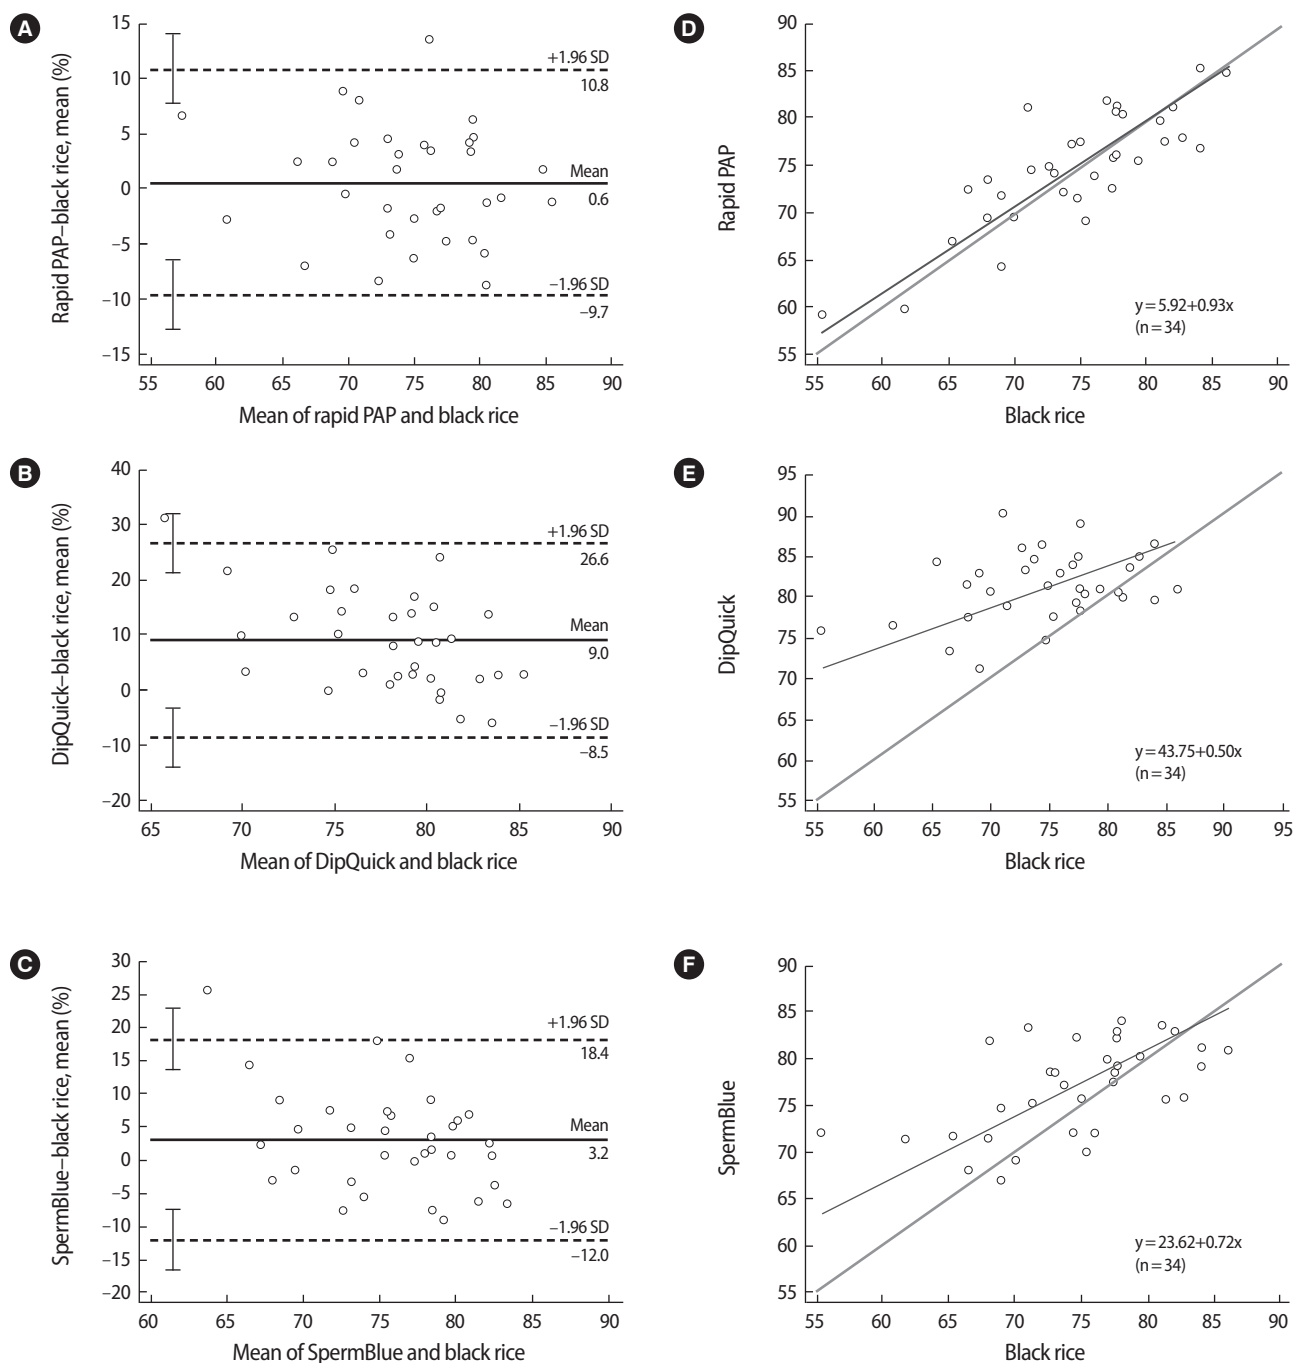 A
Rapid PAP–black rice, mean (%)
15
10
5
0
–5
–10
–15
+1.96 SD
10.8
Mean
0.6
–1.96 SD
–9.7
55 60 65 70 75 80 85 90
Mean of rapid PAP and black rice
D
Rapid PAP
90
85
80
75
70
65
60
55
y=5.92+0.93x
(n=34)
55 60 65 70 75 80 85 90
Black rice
B
DipQuick–black rice, mean (%)
40
30
20
10
0
–10
–20
+1.96 SD
26.6
Mean
9.0
–1.96 SD
–8.5
65 70 75 80 85 90
Mean of DipQuick and black rice
E
DipQuick
95
90
85
80
75
70
65
60
55
y=43.75+0.50x
(n=34)
55 60 65 70 75 80 85 90 95
Black rice
C
SpermBlue–black rice, mean (%)
30
25
20
15
10
5
0
–5
–10
–15
–20
+1.96 SD
18.4
Mean
3.2
–1.96 SD
–12.0
60 65 70 75 80 85 90
Mean of SpermBlue and black rice
F
SpermBlue
90
85
80
75
70
65
60
55
y=23.62+0.72x
(n=34)
55 60 65 70 75 80 85 90
Black rice